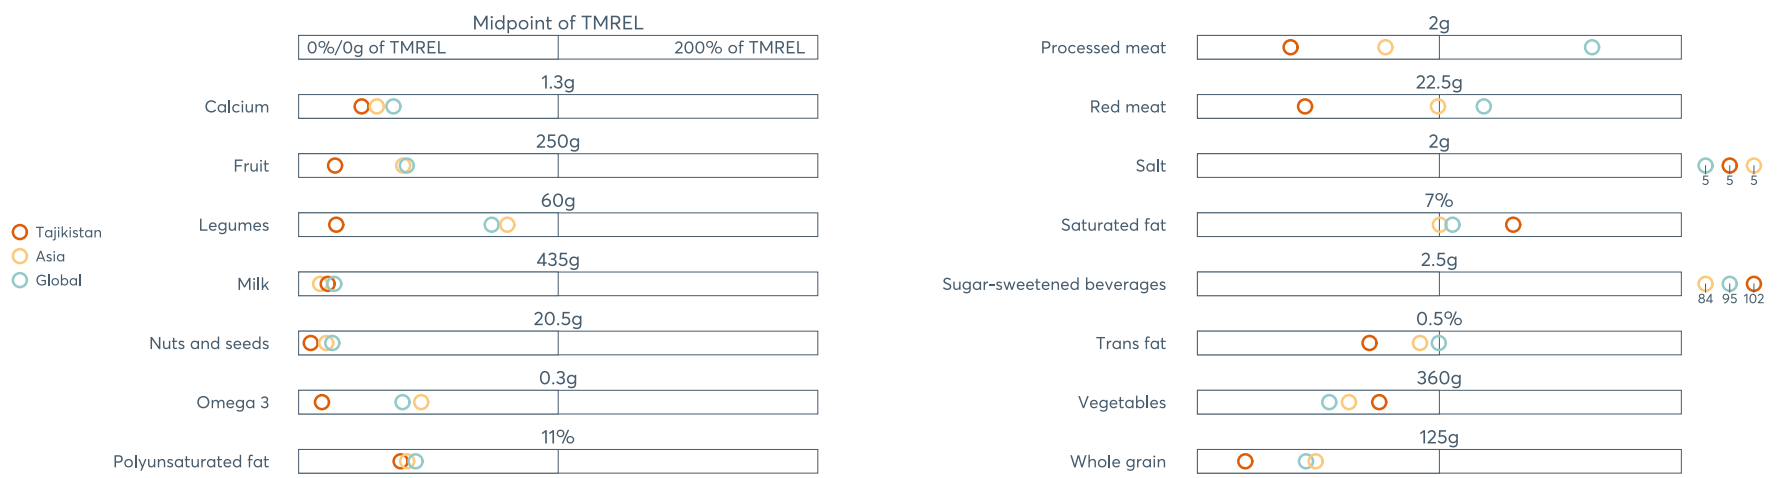 Midpoint of TMREL
0%/0g of TMREL 200% of TMREL
1.3g
Calcium
250g
Fruit
60g
Legumes
435g
Milk
20.5g
Nuts and seeds
0.3g
Omega 3
11%
Polyunsaturated fat
Tajikistan
Asia
Global
2g
Processed meat
22.5g
Red meat
2g
Salt
5 5 5
7%
Saturated fat
2.5g
Sugar-sweetened beverages
84 95 102
0.5%
Trans fat
360g
Vegetables
125g
Whole grain